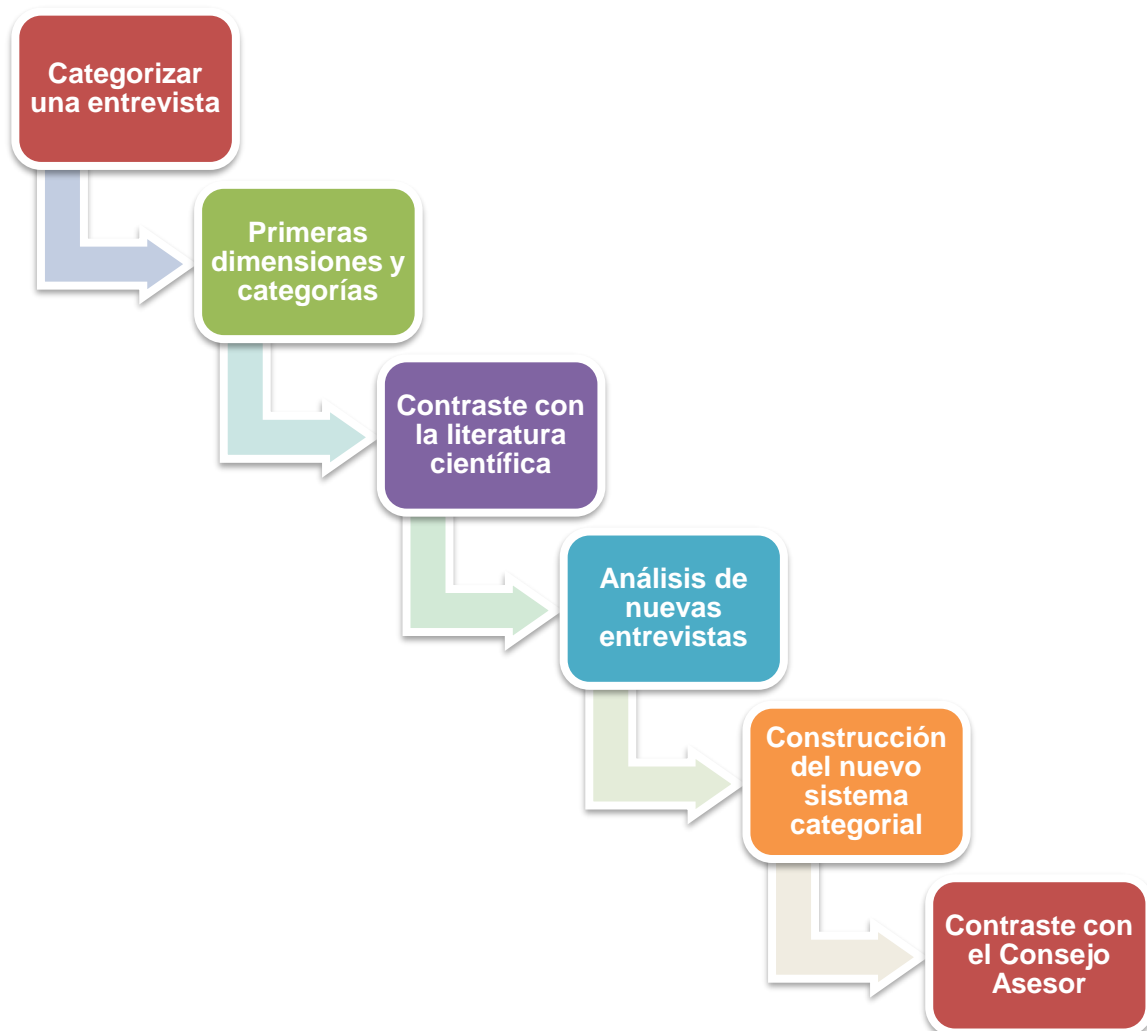 Categorizar
una entrevista
Primeras
dimensiones y
categorías
Contraste con
la literatura
científica
Análisis de
nuevas
entrevistas
Construcción
del nuevo
sistema
categorial
Contraste con
el Consejo
Asesor